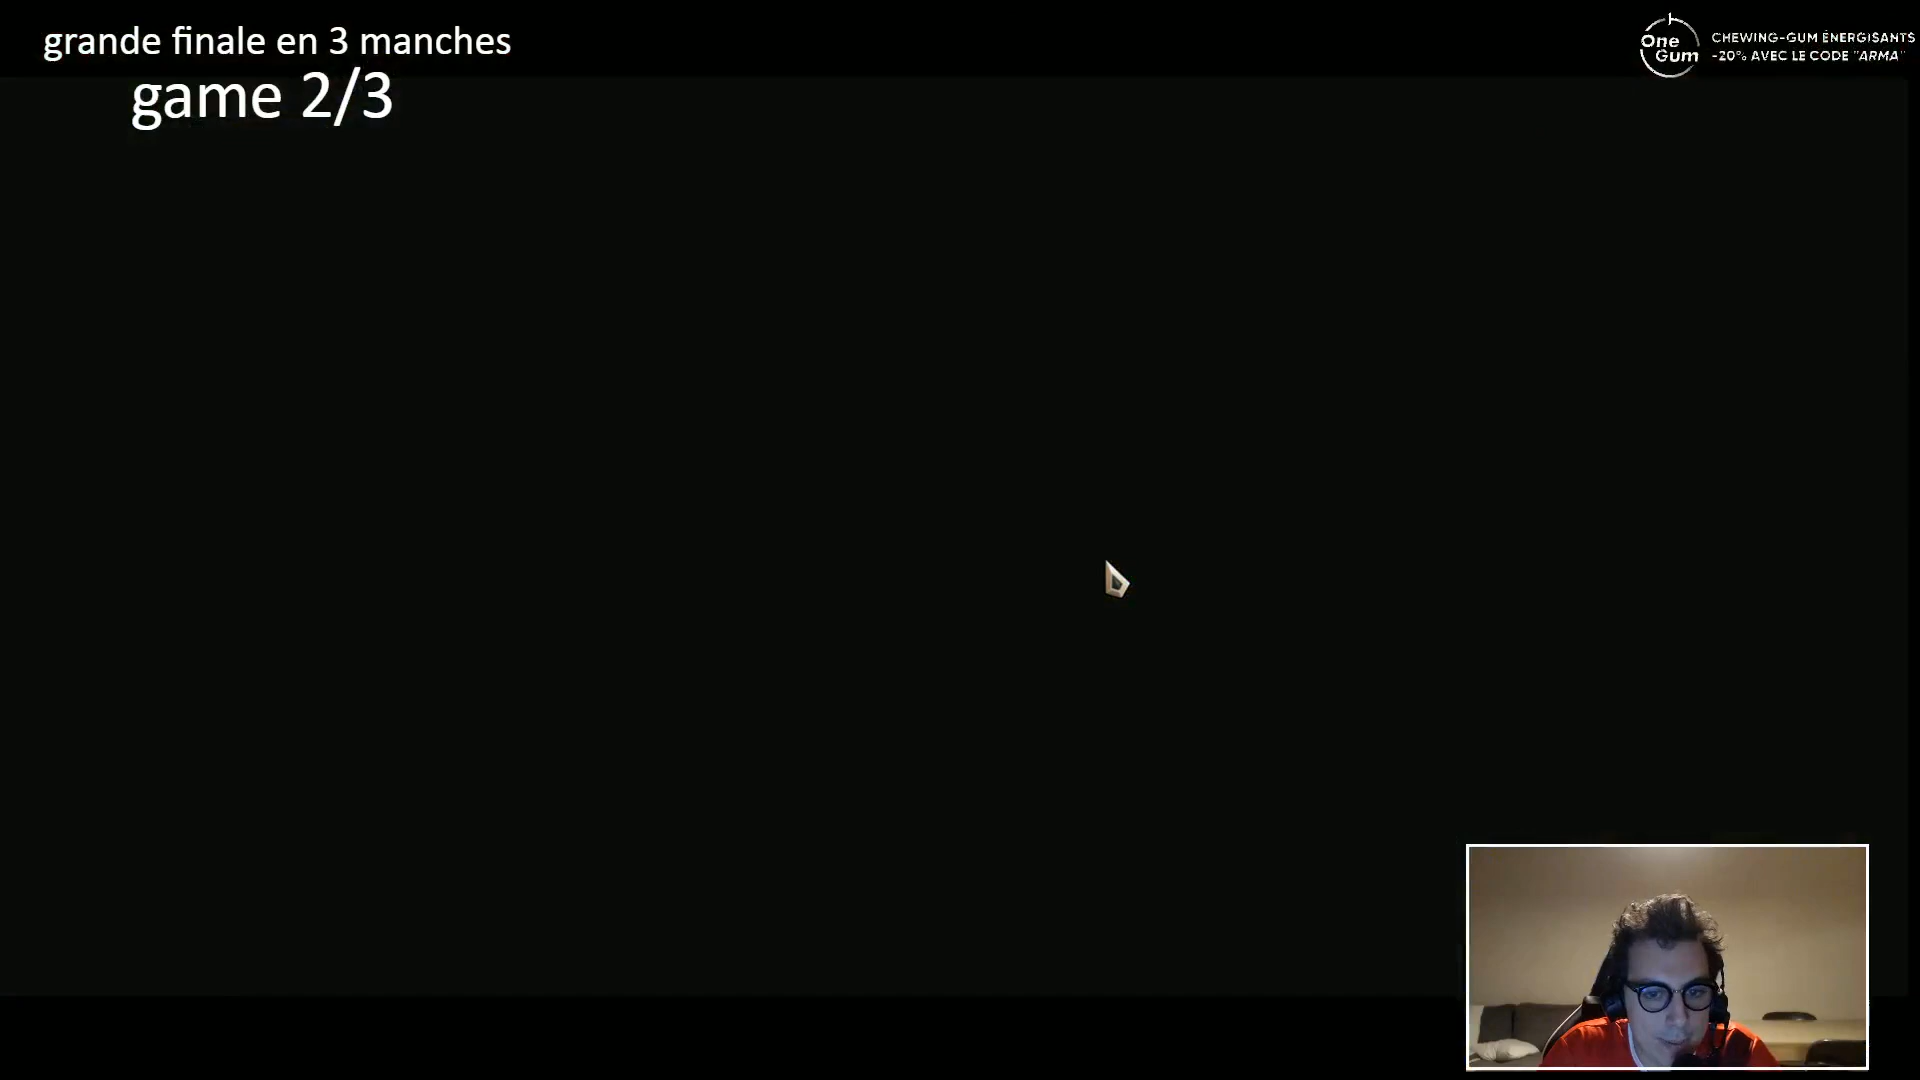 grande finale en 3 manches
game 2/3
One
Gum
CHEWING-GUM ÉNERGISANTS
-20% AVEC LE CODE "ARMA"